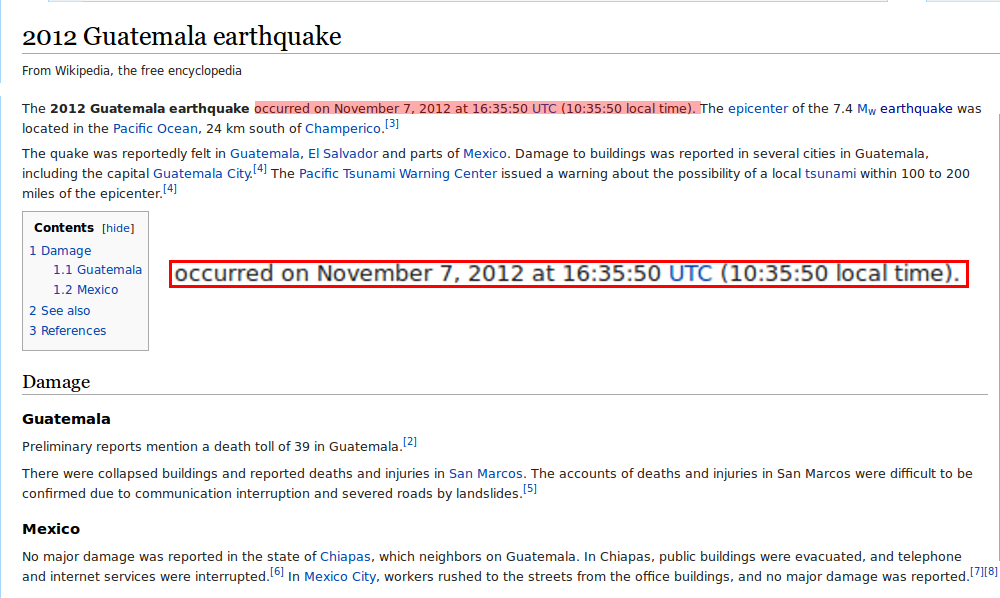 2012 Guatemala earthquake
From Wikipedia, the free encyclopedia
The 2012 Guatemala earthquake occurred on November 7, 2012 at 16:35:50 UTC (10:35:50 local time). The epicenter of the 7.4 Mw earthquake was
located in the Pacific Ocean, 24 km south of Champerico.[3]
The quake was reportedly felt in Guatemala, El Salvador and parts of Mexico. Damage to buildings was reported in several cities in Guatemala,
including the capital Guatemala City.[4] The Pacific Tsunami Warning Center issued a warning about the possibility of a local tsunami within 100 to 200
miles of the epicenter.[4]
Contents [hide]
1 Damage
1.1 Guatemala
1.2 Mexico
2 See also
3 References
occurred on November 7, 2012 at 16:35:50 UTC (10:35:50 local time).
Damage
Guatemala
Preliminary reports mention a death toll of 39 in Guatemala.[2]
There were collapsed buildings and reported deaths and injuries in San Marcos. The accounts of deaths and injuries in San Marcos were difficult to be
confirmed due to communication interruption and severed roads by landslides.[5]
Mexico
No major damage was reported in the state of Chiapas, which neighbors on Guatemala. In Chiapas, public buildings were evacuated, and telephone
and internet services were interrupted.[6] In Mexico City, workers rushed to the streets from the office buildings, and no major damage was reported.[7][8]